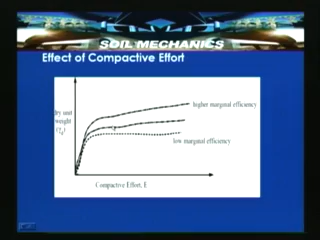 SOIL MECHANICS
Effect of Compactive Effort
higher marginal efficiency
dry unit
weight
(γd)
low marginal efficiency
Compactive Effort, E